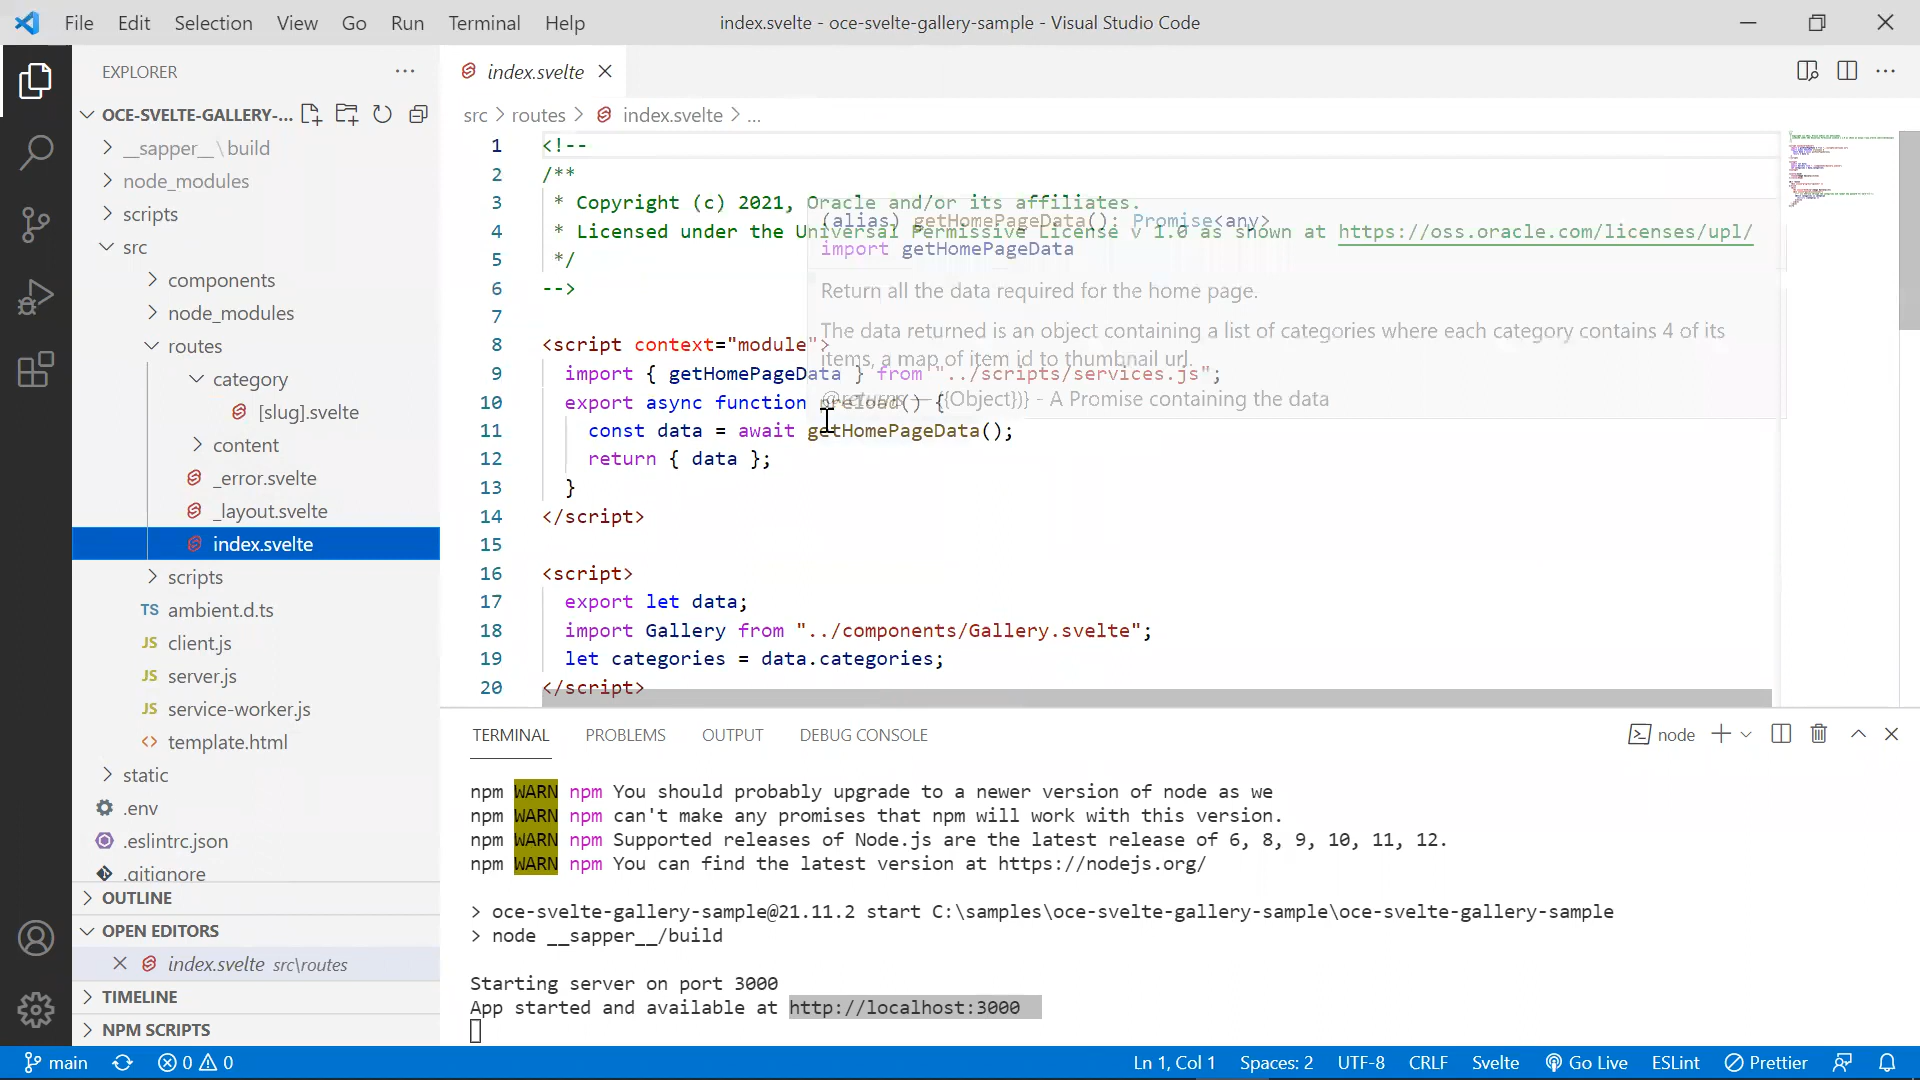 File Edit Selection View Go Run Terminal Help
index.svelte - oce-svelte-gallery-sample - Visual Studio Code
EXPLORER
OCE-SVELTE-GALLERY-...
__sapper__\build
node_modules
scripts
src
components
node_modules
routes
category
[slug].svelte
content
_error.svelte
_layout.svelte
index.svelte
scripts
TS ambient.d.ts
JS client.js
JS server.js
JS service-worker.js
<> template.html
static
.env
.eslintrc.json
.gitignore
OUTLINE
OPEN EDITORS
index.svelte src\routes
TIMELINE
NPM SCRIPTS
index.svelte
src > routes > index.svelte > ...
1 <!--
2 /**
3 * Copyright (c) 2021, Oracle and/or its affiliates.
4 * Licensed under the Universal Permissive License v 1.0 as shown at https://oss.oracle.com/licenses/upl/
5 */
6 -->
7
8 <script context="module">
9 import { getHomePageData } from "../scripts/services.js";
10 export async function preload() {
11 const data = await getHomePageData();
12 return { data };
13 }
14 </script>
15
16 <script>
17 export let data;
18 import Gallery from "../components/Gallery.svelte";
19 let categories = data.categories;
20 </script>
(alias) getHomePageData(): Promise<any>
import getHomePageData
Return all the data required for the home page.
The data returned is an object containing a list of categories where each category contains 4 of its
items, a map of item id to thumbnail url.
@returns — ({Object})} - A Promise containing the data
TERMINAL PROBLEMS OUTPUT DEBUG CONSOLE
node
npm WARN npm You should probably upgrade to a newer version of node as we
npm WARN npm can't make any promises that npm will work with this version.
npm WARN npm Supported releases of Node.js are the latest release of 6, 8, 9, 10, 11, 12.
npm WARN npm You can find the latest version at https://nodejs.org/
> oce-svelte-gallery-sample@21.11.2 start C:\samples\oce-svelte-gallery-sample\oce-svelte-gallery-sample
> node __sapper__/build
Starting server on port 3000
App started and available at http://localhost:3000
main 0 0
Ln 1, Col 1 Spaces: 2 UTF-8 CRLF Svelte Go Live ESLint Prettier